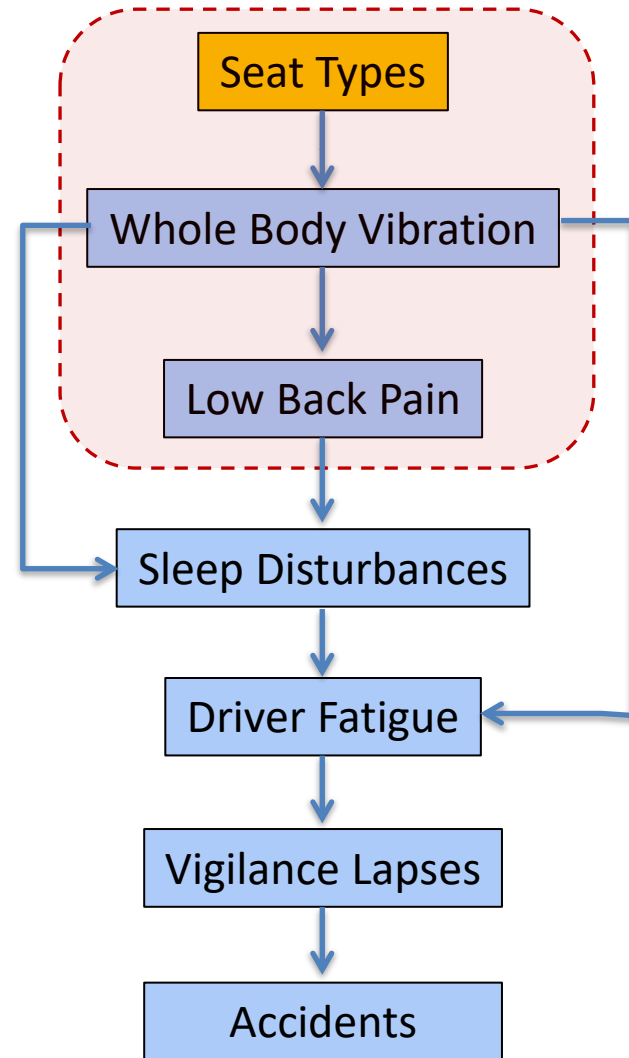 Seat Types
Whole Body Vibration
Low Back Pain
Sleep Disturbances
Driver Fatigue
Vigilance Lapses
Accidents